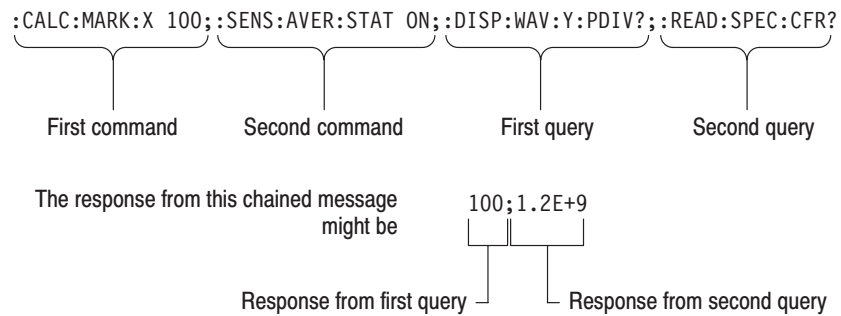 :CALC:MARK:X 100;:SENS:AVER:STAT ON;:DISP:WAV:Y:PDIV?;:READ:SPEC:CFR?
First command Second command First query Second query
The response from this chained message
might be
100;1.2E+9
Response from first query Response from second query